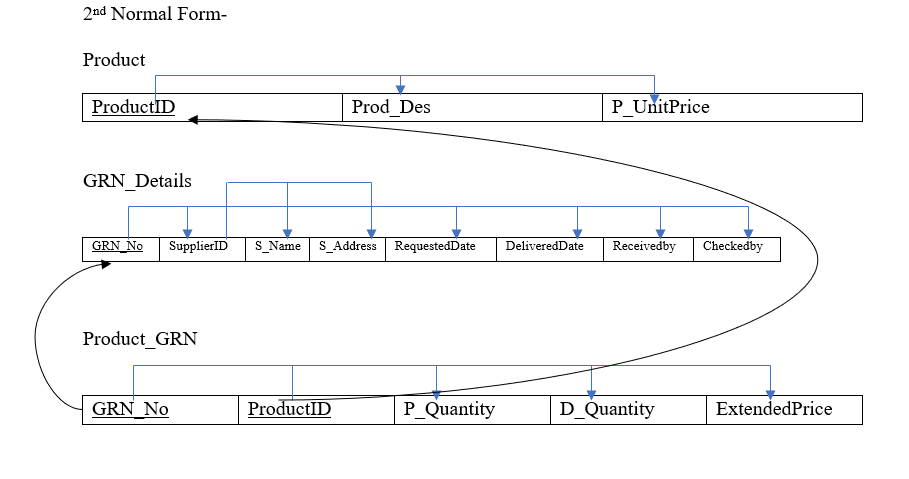 2nd Normal Form-
Product
ProductID Prod_Des P_UnitPrice
GRN_Details
GRN_No SupplierID S_Name S_Address RequestedDate DeliveredDate Receivedby Checkedby
Product_GRN
GRN_No ProductID P_Quantity D_Quantity ExtendedPrice